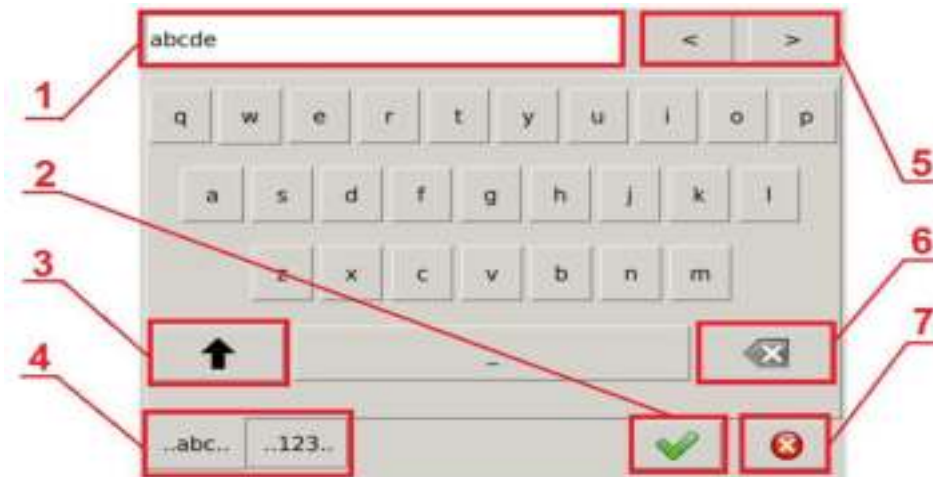 abcde < >
1
q w e r t y u i o p
5
2
a s d f g h j k l
6
z x c v b n m
3
7
_
4
..abc.. ..123..